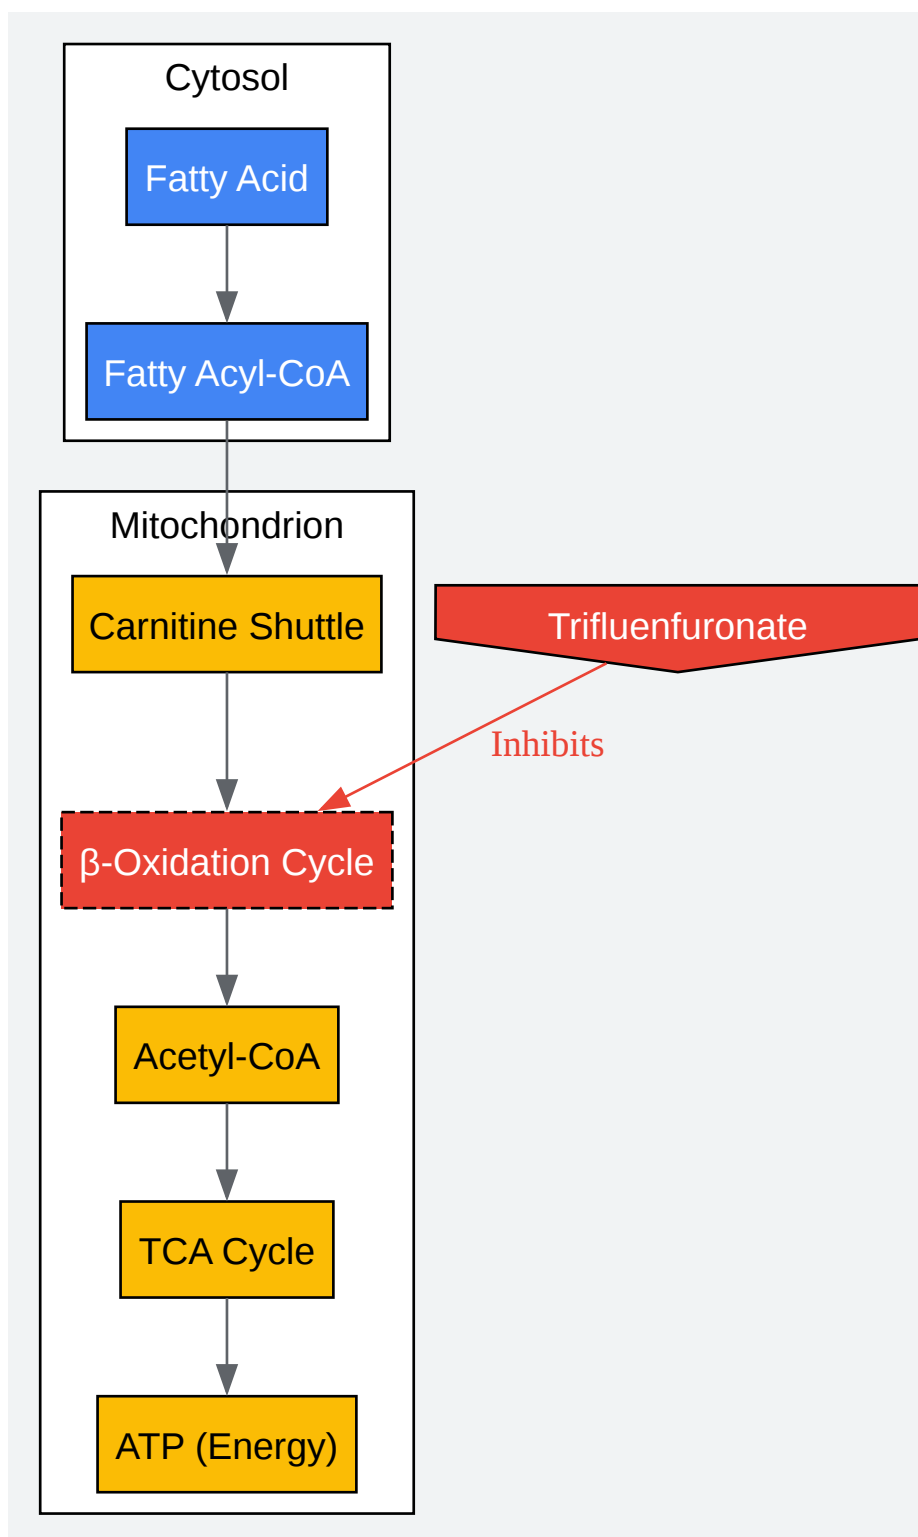 Cytosol
Fatty Acid
Fatty Acyl-CoA
Mitochondrion
Carnitine Shuttle
Trifluenfuronate
Inhibits
β-Oxidation Cycle
Acetyl-CoA
TCA Cycle
ATP (Energy)